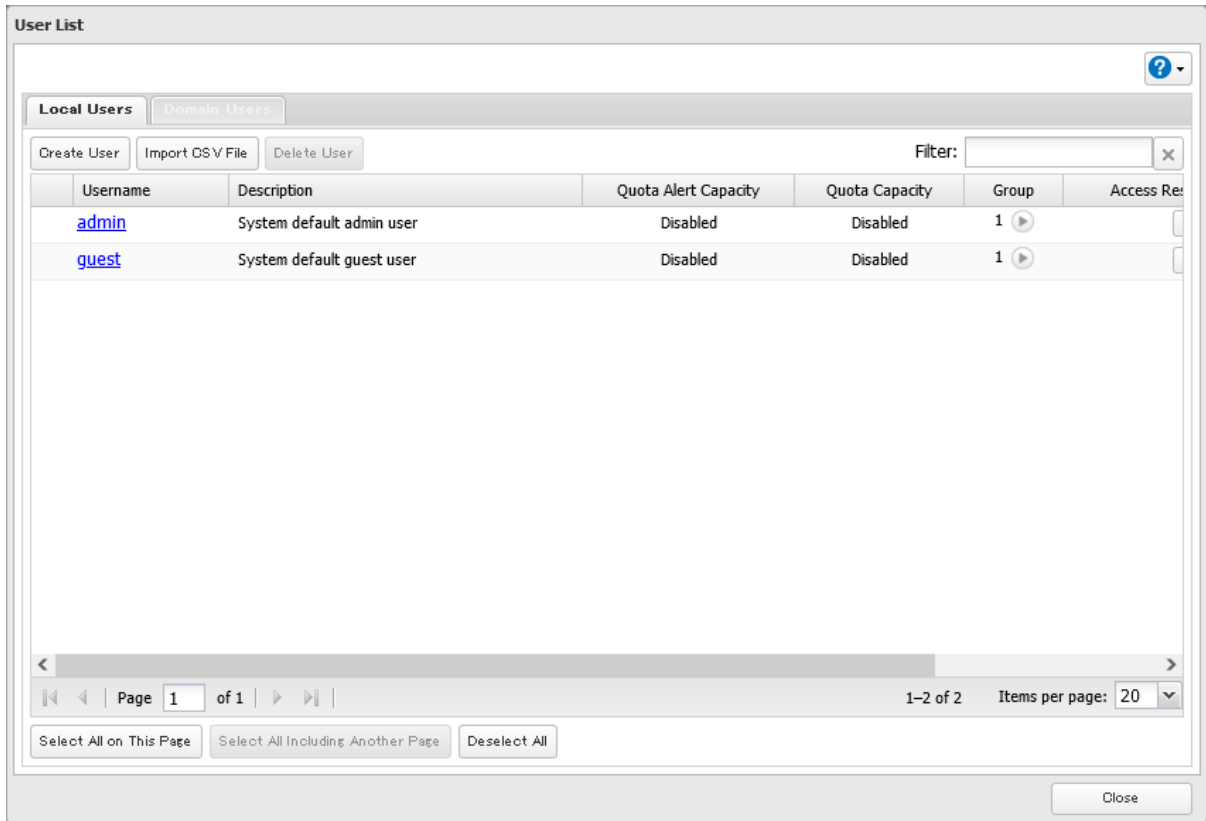 User List
?
Local Users Domain Users
Create User Import CSV File Delete User Filter:
Username Description Quota Alert Capacity Quota Capacity Group Access Res
admin System default admin user Disabled Disabled 1
guest System default guest user Disabled Disabled 1
Page 1 of 1 1–2 of 2 Items per page: 20
Select All on This Page Select All Including Another Page Deselect All
Close